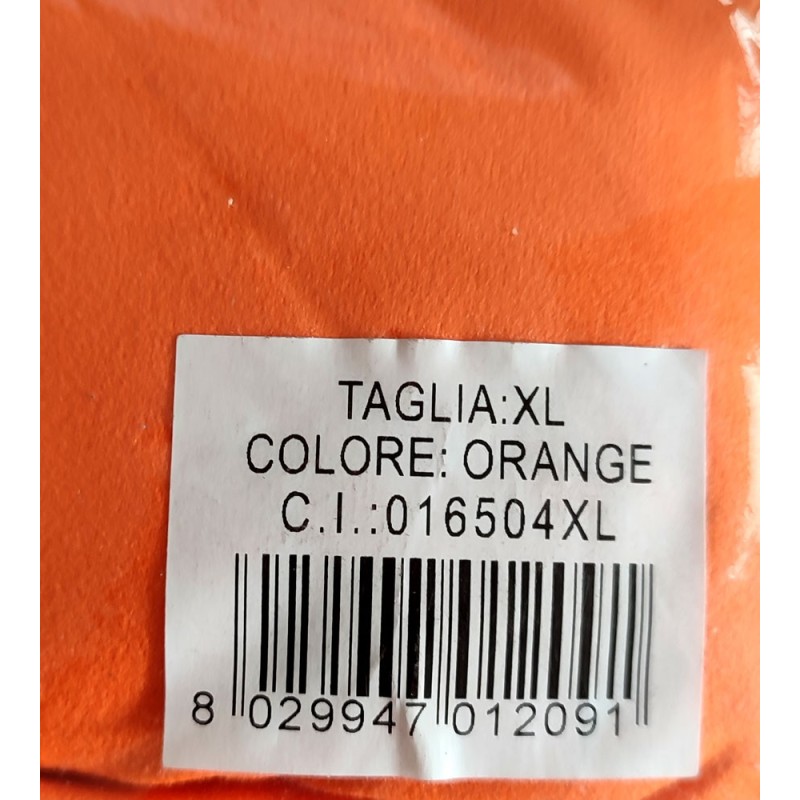 TAGLIA:XL
COLORE: ORANGE
C.I.:016504XL
8 029947 012091